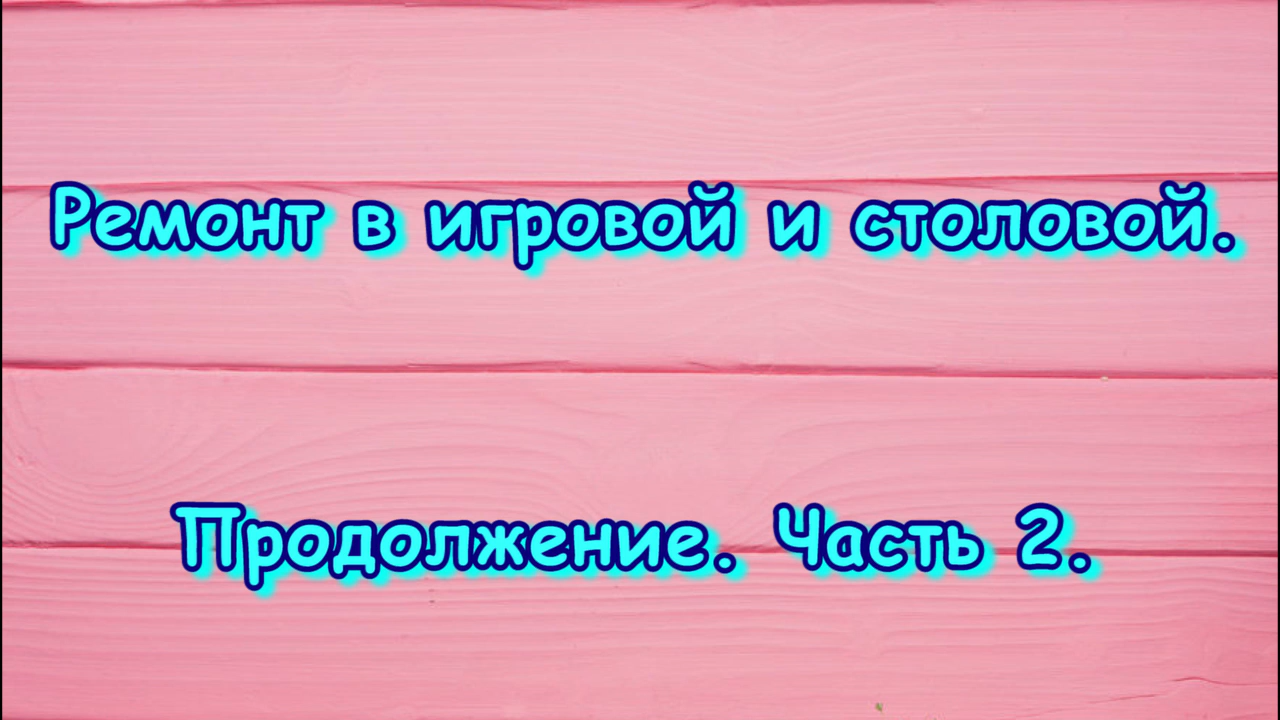 Ремонт в игровой и столовой.
Продолжение. Часть 2.